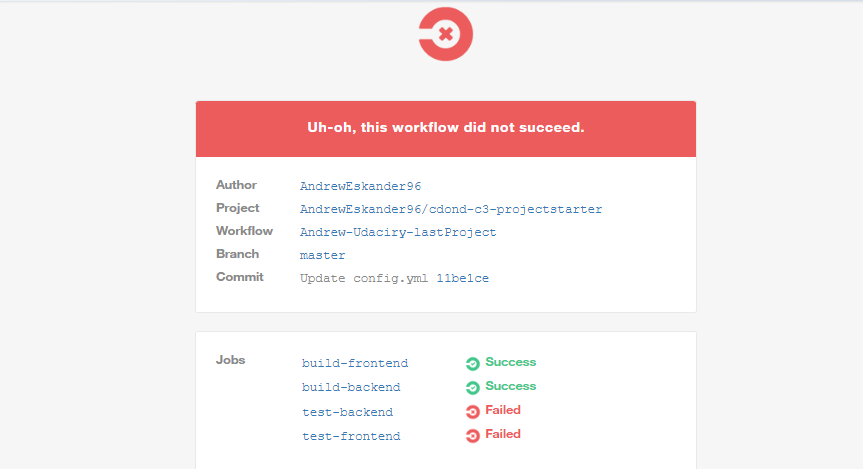 Uh-oh, this workflow did not succeed.
Author AndrewEskander96
Project AndrewEskander96/cdond-c3-projectstarter
Workflow Andrew-Udaciry-lastProject
Branch master
Commit Update config.yml 11be1ce
Jobs build-frontend Success
build-backend Success
test-backend Failed
test-frontend Failed